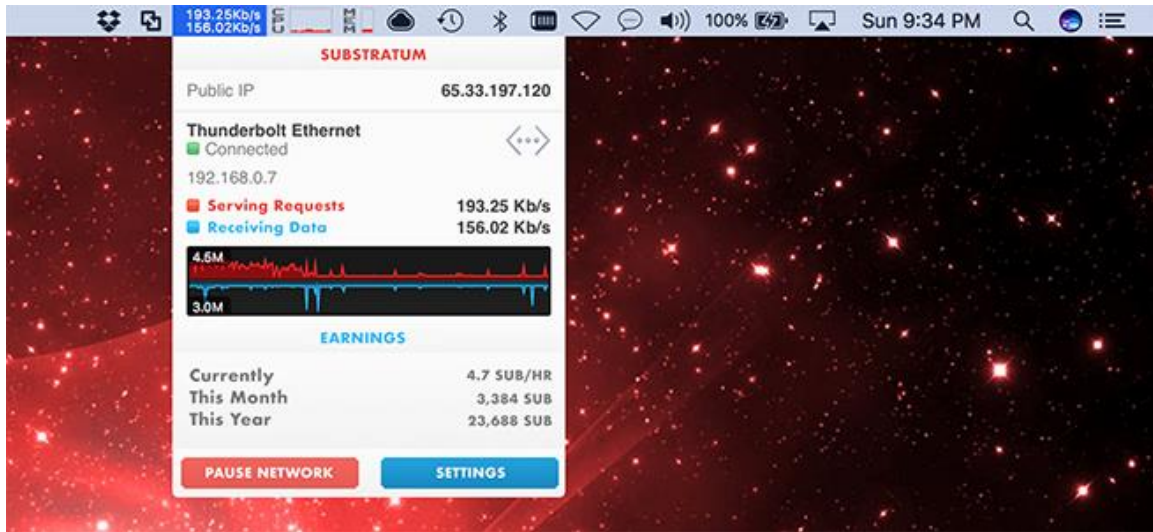 193.25Kb/s
156.02Kb/s
CPU
MEM
100%
Sun 9:34 PM
SUBSTRATUM
Public IP 65.33.197.120
Thunderbolt Ethernet
Connected
192.168.0.7
Serving Requests 193.25 Kb/s
Receiving Data 156.02 Kb/s
4.5M
3.0M
EARNINGS
Currently 4.7 SUB/HR
This Month 3,384 SUB
This Year 23,688 SUB
PAUSE NETWORK SETTINGS